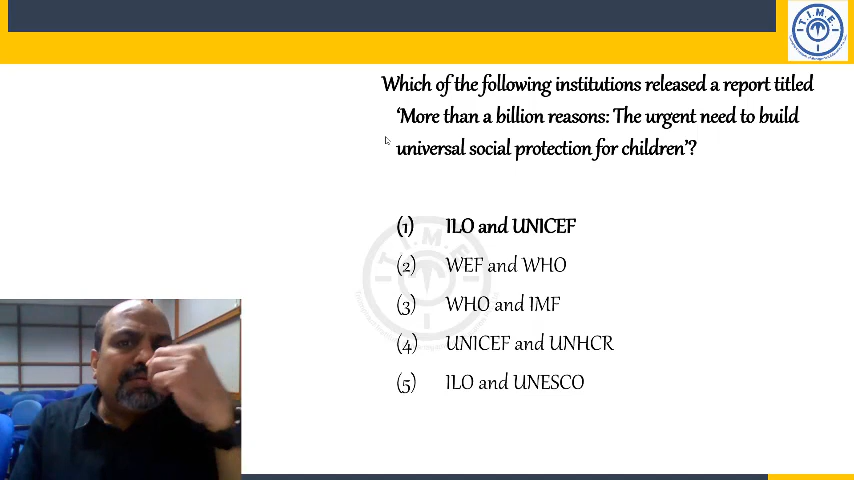 T.I.M.E.
Which of the following institutions released a report titled
‘More than a billion reasons: The urgent need to build
universal social protection for children’?
(1) ILO and UNICEF
(2) WEF and WHO
(3) WHO and IMF
(4) UNICEF and UNHCR
(5) ILO and UNESCO